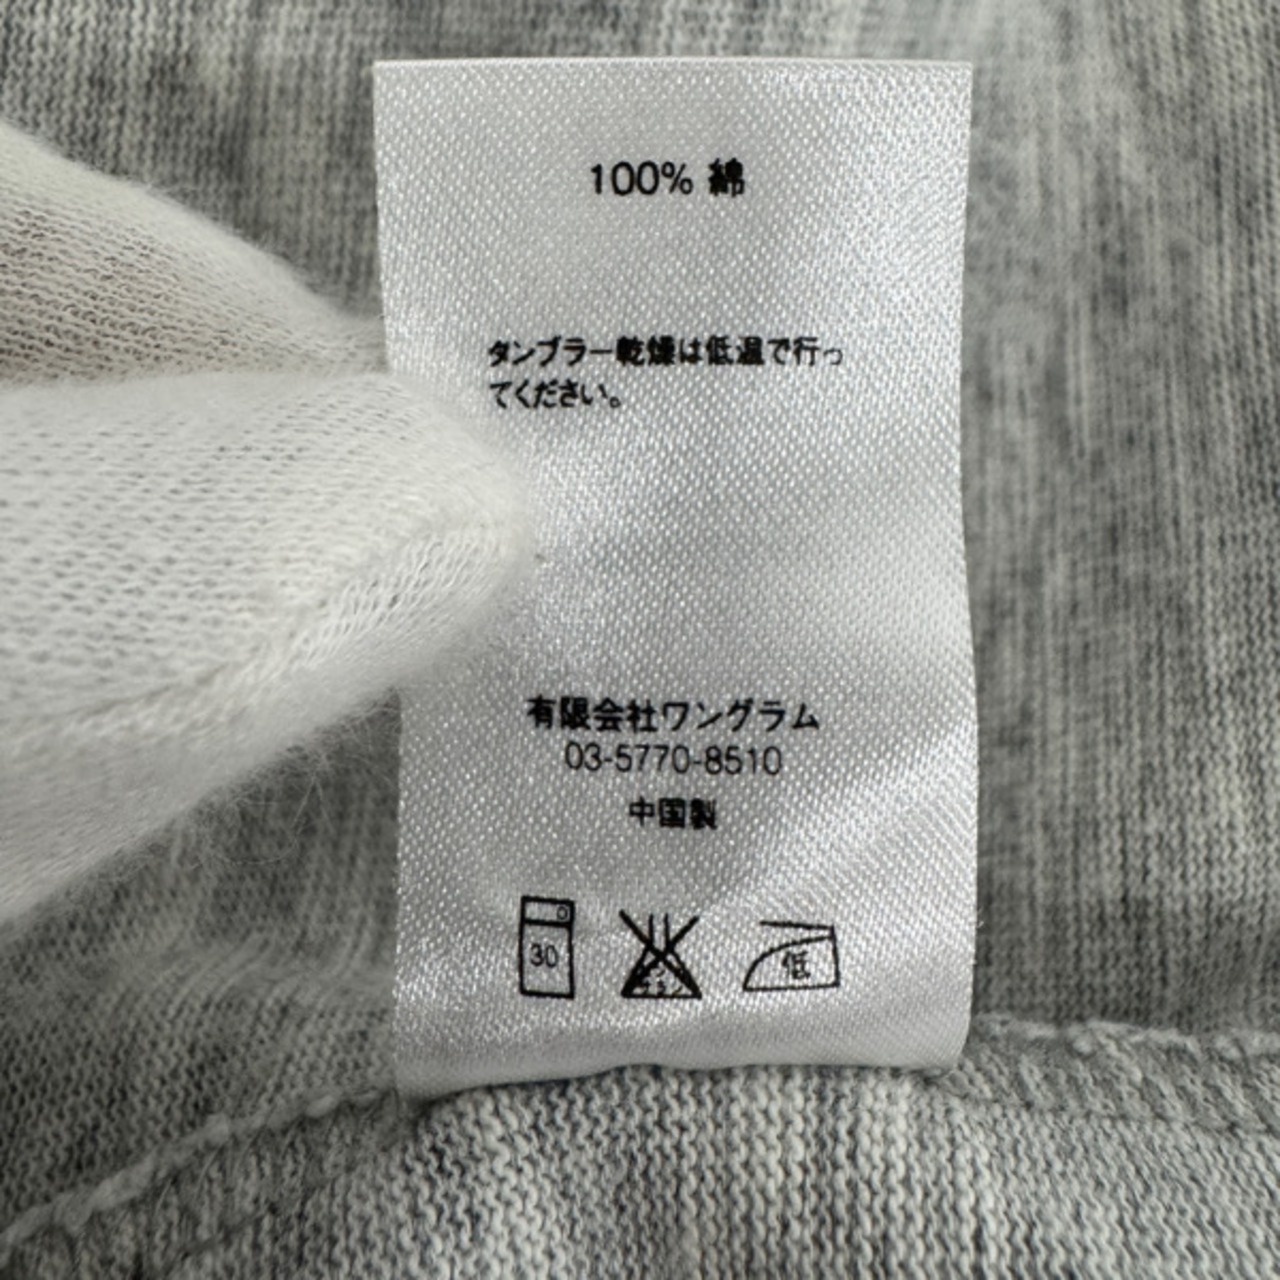 100% 綿
タンブラー乾燥は低温で行っ
てください。
有限会社ワングラム
03-5770-8510
中国製
30
低